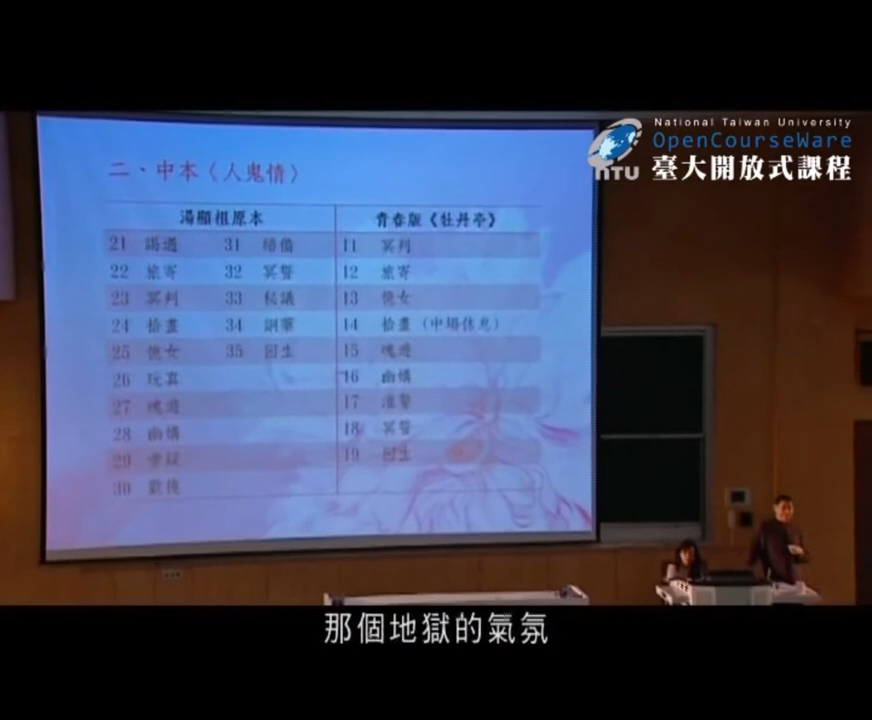 National Taiwan University
OpenCourseWare
臺大開放式課程
NTU
二、中本〈人鬼情〉
湯顯祖原本 青春版《牡丹亭》
21 謁遇 31 繕備 11 冥判
22 旅寄 32 冥誓 12 旅寄
23 冥判 33 秘議 13 憶女
24 拾畫 34 詗藥 14 拾畫（中場休息）
25 憶女 35 回生 15 魂遊
26 玩真 16 幽媾
27 魂遊 17 淮警
28 幽媾 18 冥誓
29 旁疑 19 回生
30 歡撓
那個地獄的氣氛